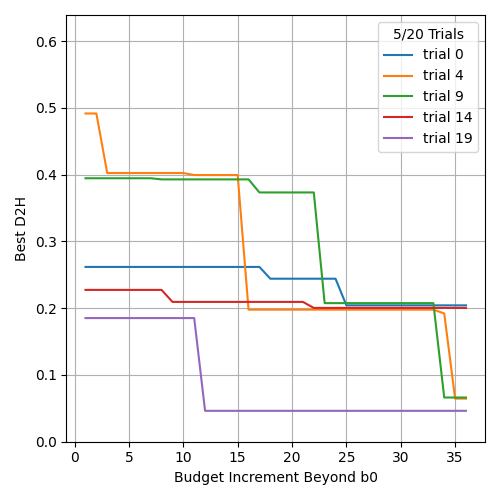 5/20 Trials
trial 0
trial 4
trial 9
trial 14
trial 19
0.6
0.5
0.4
0.3
0.2
0.1
0.0
Best D2H
0 5 10 15 20 25 30 35
Budget Increment Beyond b0